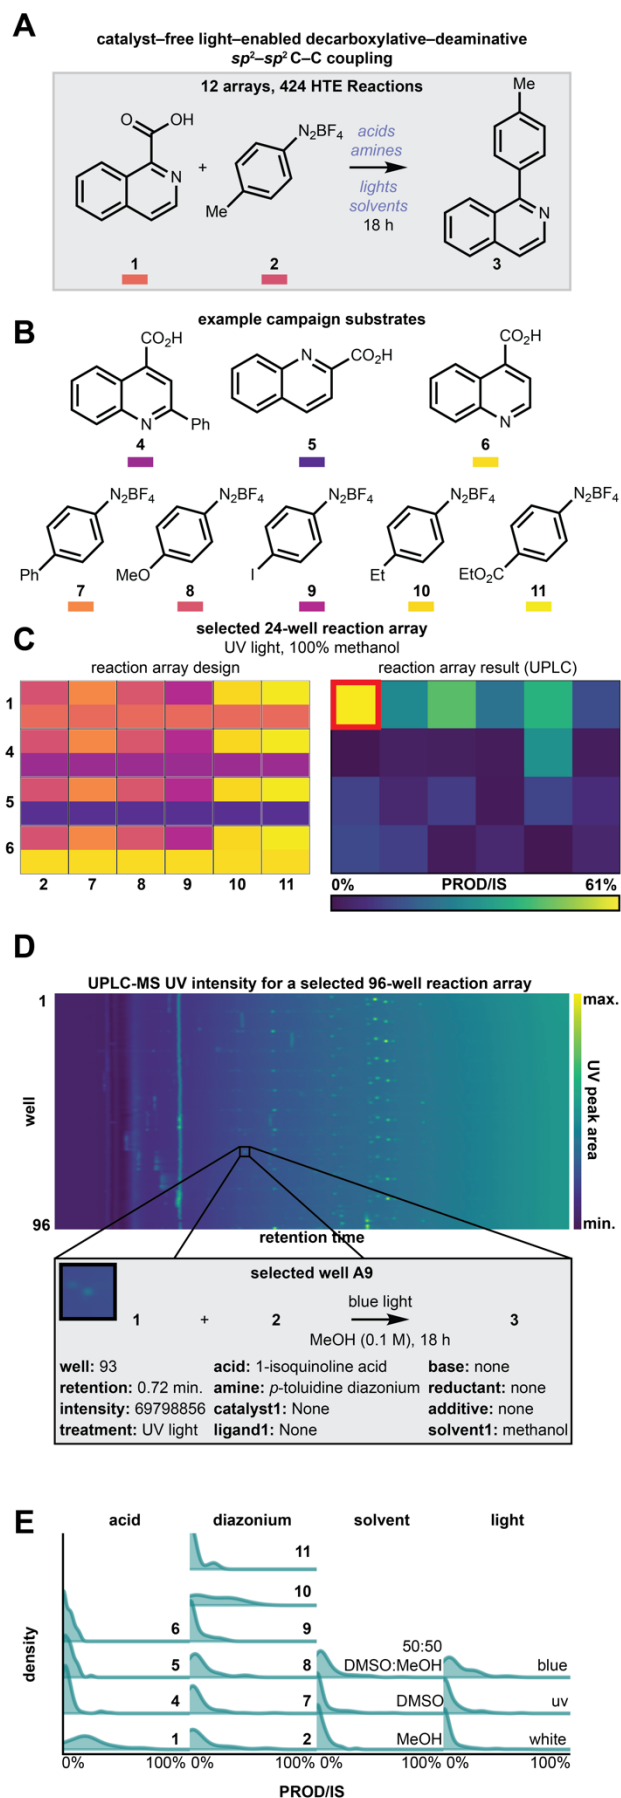 A
catalyst–free light–enabled decarboxylative–deaminative
sp²–sp² C–C coupling
12 arrays, 424 HTE Reactions
O
OH
N
+
N₂BF₄
Me
acids
amines
lights
solvents
18 h
Me
N
1
2
3
B
example campaign substrates
CO₂H
N
Ph
N
CO₂H
CO₂H
N
4
5
6
N₂BF₄
N₂BF₄
N₂BF₄
N₂BF₄
N₂BF₄
Ph
MeO
I
Et
EtO₂C
7
8
9
10
11
C
selected 24-well reaction array
UV light, 100% methanol
reaction array design
reaction array result (UPLC)
1
4
5
6
2 7 8 9 10 11
0% PROD/IS 61%
D
UPLC-MS UV intensity for a selected 96-well reaction array
1
well
96
retention time
max.
UV peak area
min.
selected well A9
1 + 2
blue light
MeOH (0.1 M), 18 h
3
well: 93
acid: 1-isoquinoline acid
base: none
retention: 0.72 min.
amine: p-toluidine diazonium
reductant: none
intensity: 69798856
catalyst1: None
additive: none
treatment: UV light
ligand1: None
solvent1: methanol
E
acid
diazonium
solvent
light
density
11
10
6
9
5
8
50:50
DMSO:MeOH
blue
4
7
DMSO
uv
1
2
MeOH
white
0% 100% 0% 100% 0% 100% 0% 100%
PROD/IS